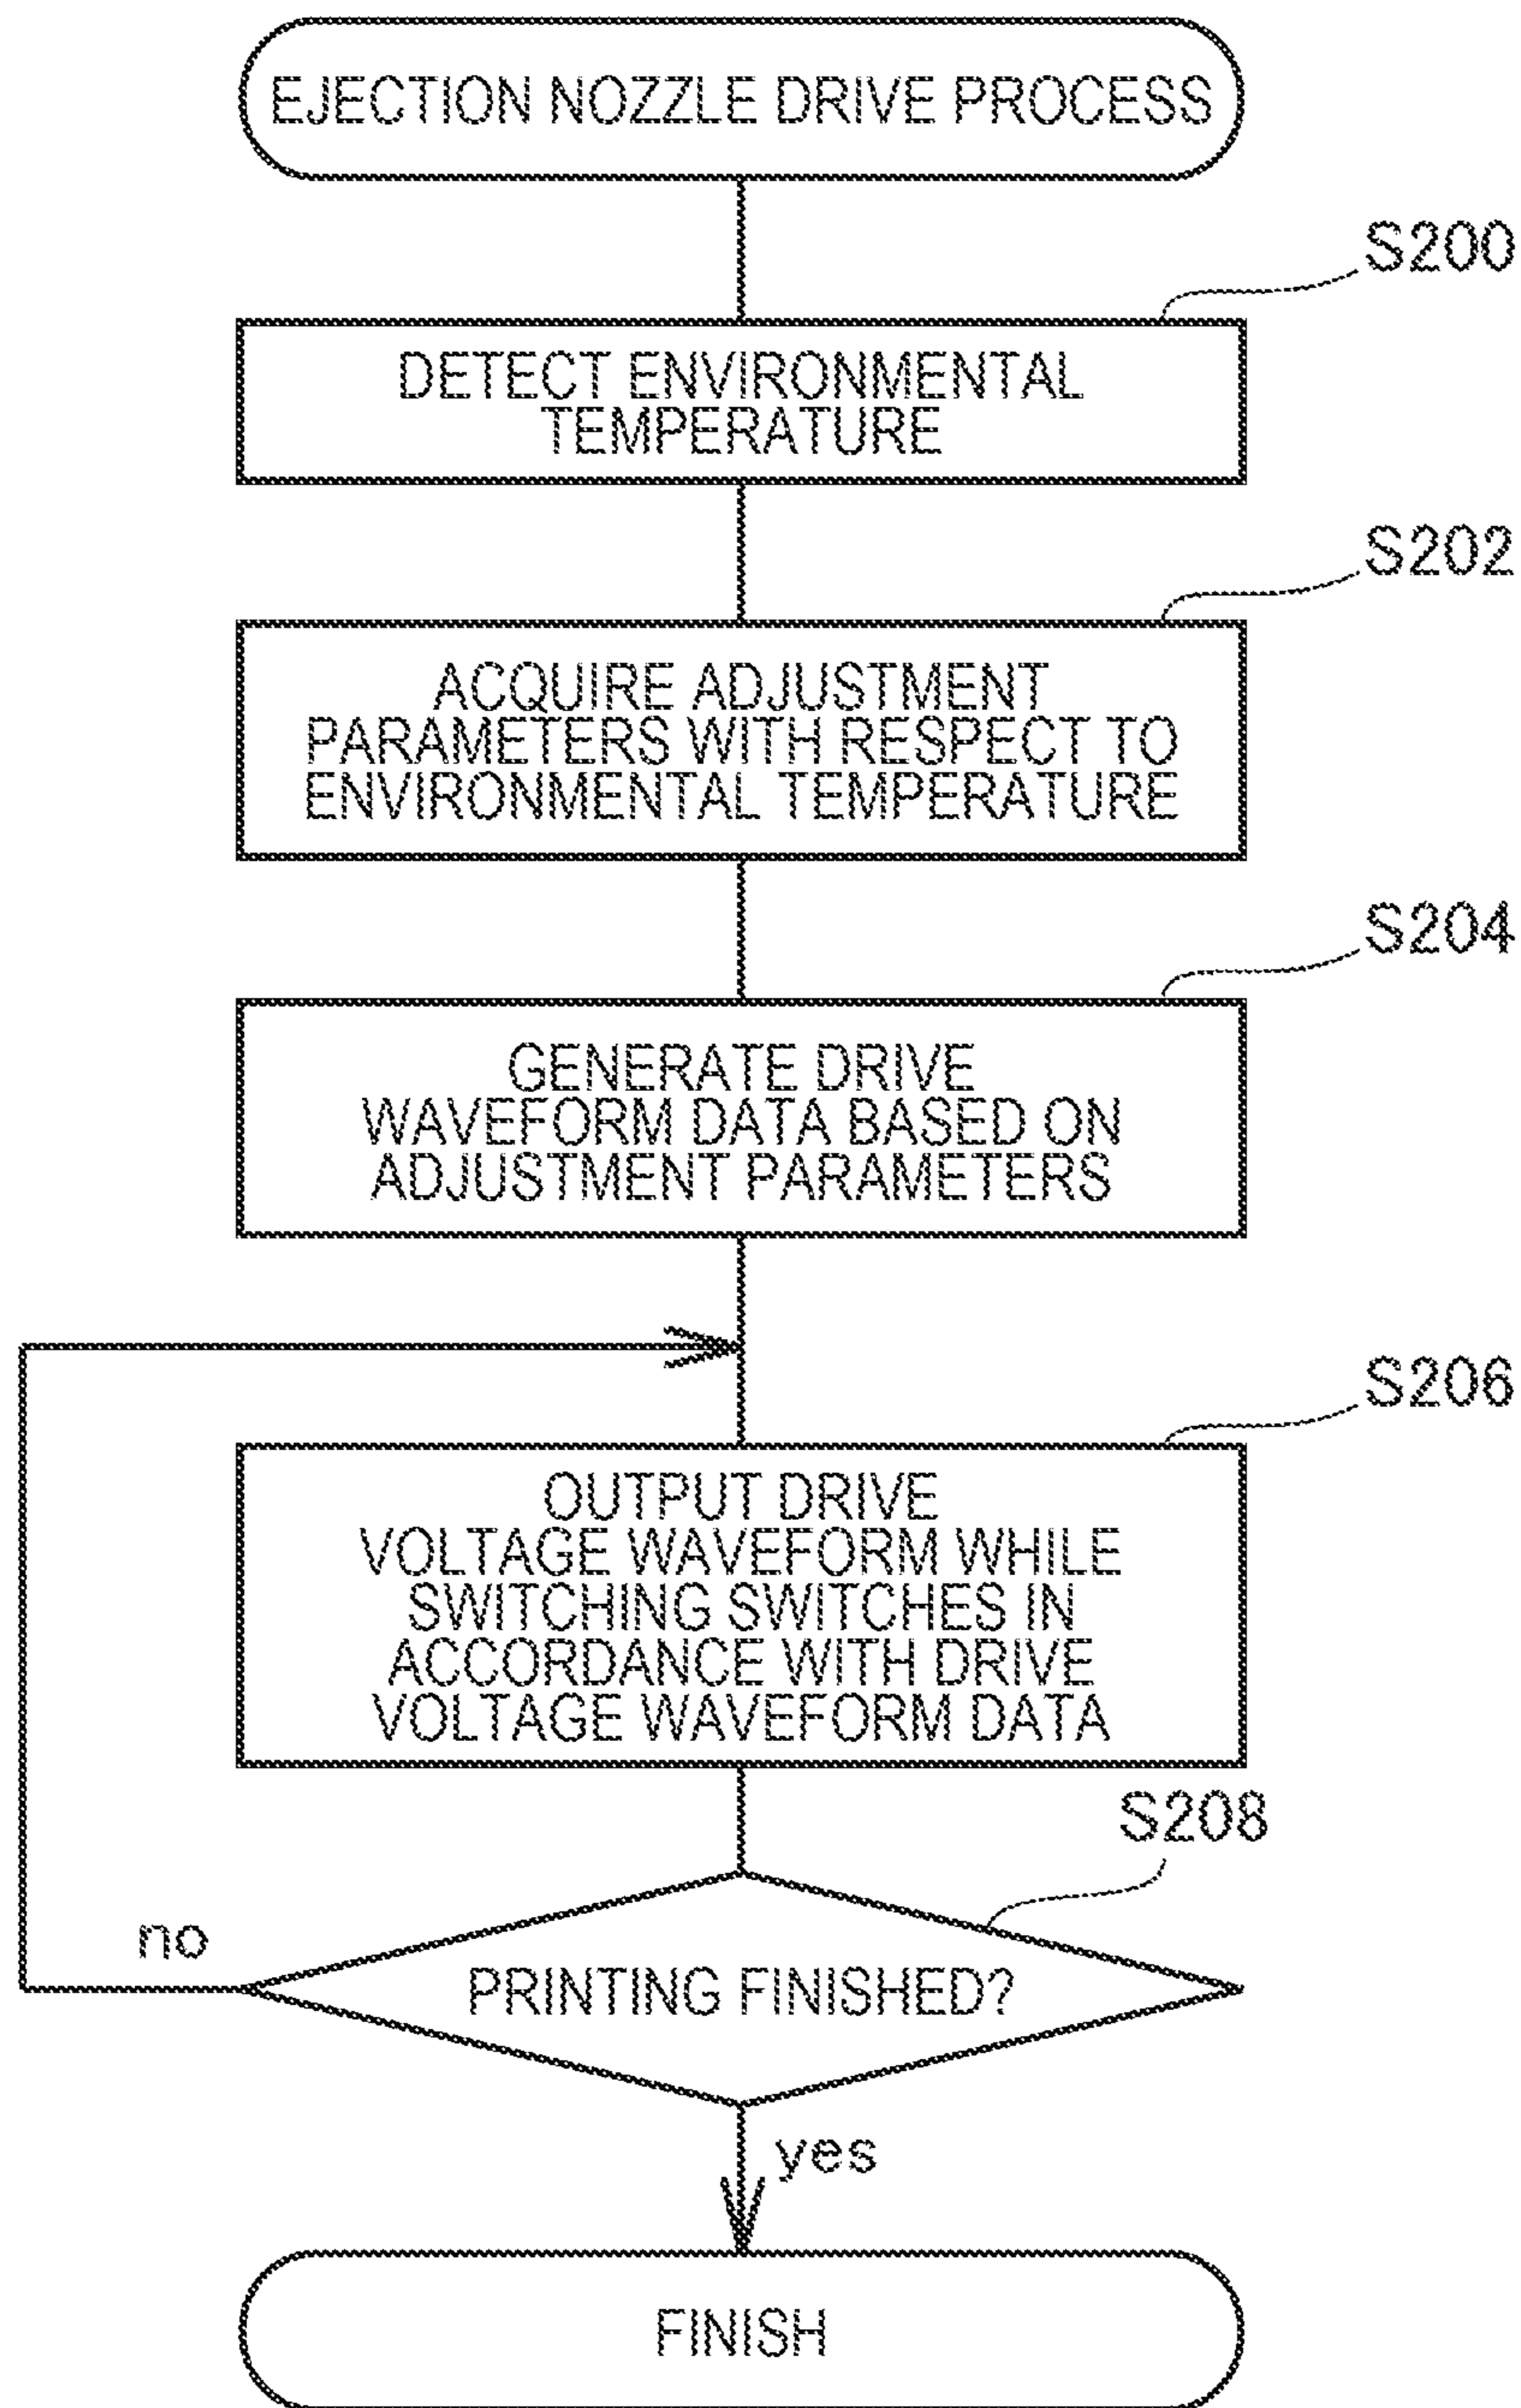 EJECTION NOZZLE DRIVE PROCESS
S200
DETECT ENVIRONMENTAL
TEMPERATURE
S202
ACQUIRE ADJUSTMENT
PARAMETERS WITH RESPECT TO
ENVIRONMENTAL TEMPERATURE
S204
GENERATE DRIVE
WAVEFORM DATA BASED ON
ADJUSTMENT PARAMETERS
S206
OUTPUT DRIVE
VOLTAGE WAVEFORM WHILE
SWITCHING SWITCHES IN
ACCORDANCE WITH DRIVE
VOLTAGE WAVEFORM DATA
S208
no
PRINTING FINISHED?
yes
FINISH